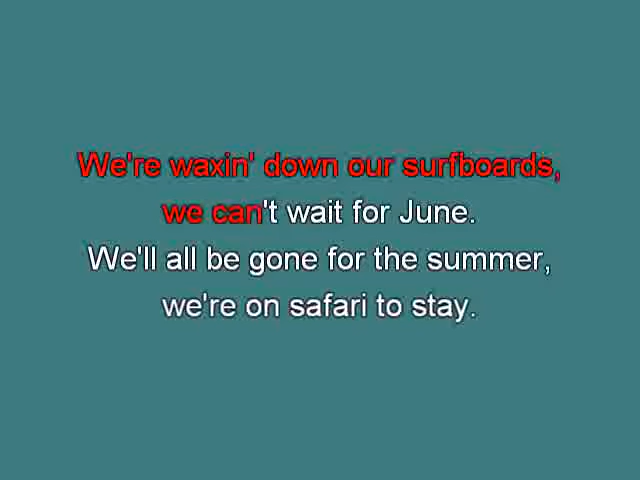 We're waxin' down our surfboards,
we can't wait for June.
We'll all be gone for the summer,
we're on safari to stay.